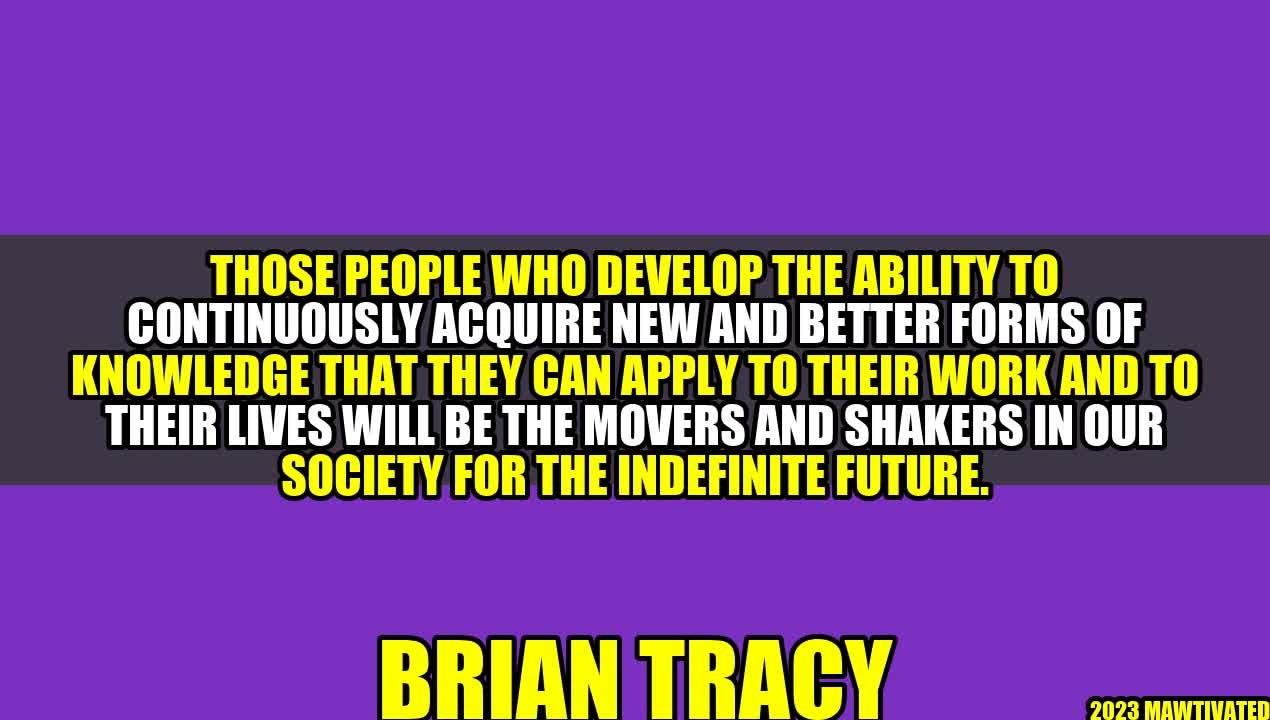 THOSE PEOPLE WHO DEVELOP THE ABILITY TO
CONTINUOUSLY ACQUIRE NEW AND BETTER FORMS OF
KNOWLEDGE THAT THEY CAN APPLY TO THEIR WORK AND TO
THEIR LIVES WILL BE THE MOVERS AND SHAKERS IN OUR
SOCIETY FOR THE INDEFINITE FUTURE.
BRIAN TRACY
2023 MAWTIVATED